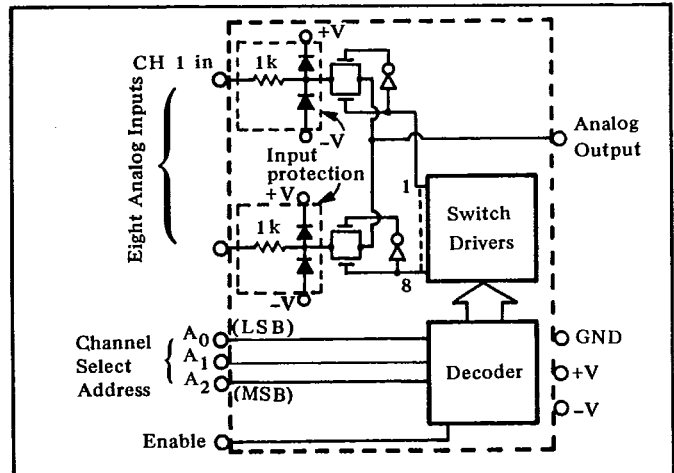 +V
CH 1 in
1k
Eight Analog Inputs
−V
Input
protection
Analog
Output
+V
1
1k
Switch
Drivers
8
−V
A0 (LSB)
Channel
Select
Address
A1
A2 (MSB)
Decoder
GND
+V
−V
Enable